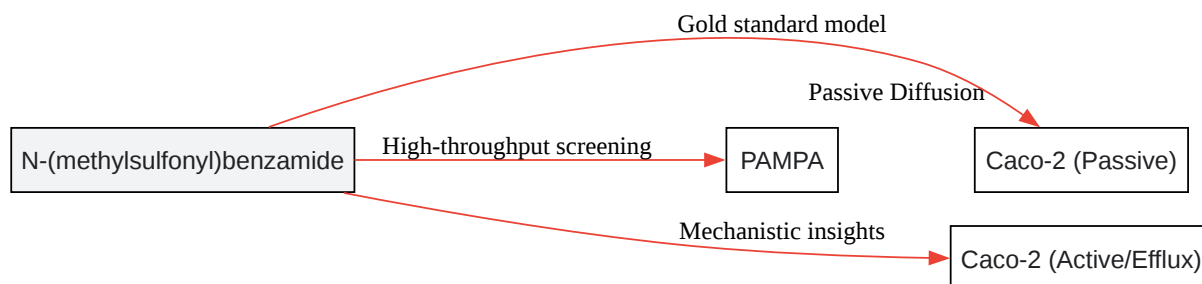 Gold standard model
Passive Diffusion
N-(methylsulfonyl)benzamide
High-throughput screening
PAMPA
Caco-2 (Passive)
Mechanistic insights
Caco-2 (Active/Efflux)